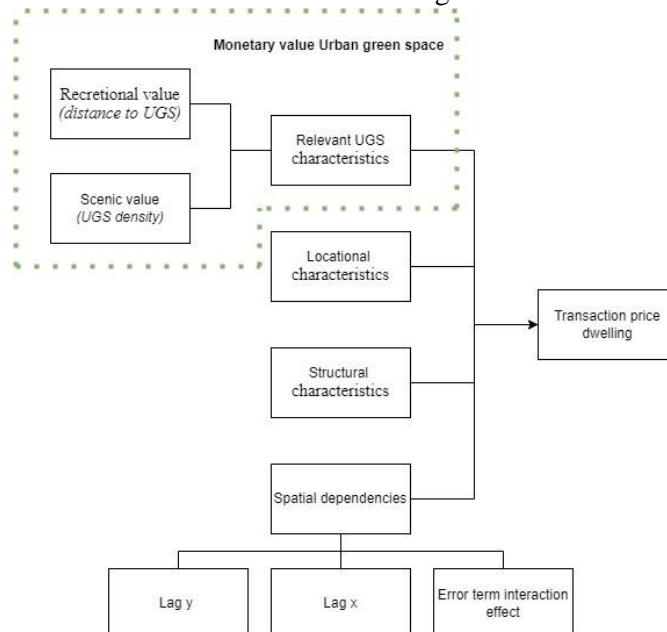 Monetary value Urban green space
Recretional value
(distance to UGS)
Relevant UGS
characteristics
Scenic value
(UGS density)
Locational
characteristics
Transaction price
dwelling
Structural
characteristics
Spatial dependencies
Lag y
Lag x
Error term interaction
effect